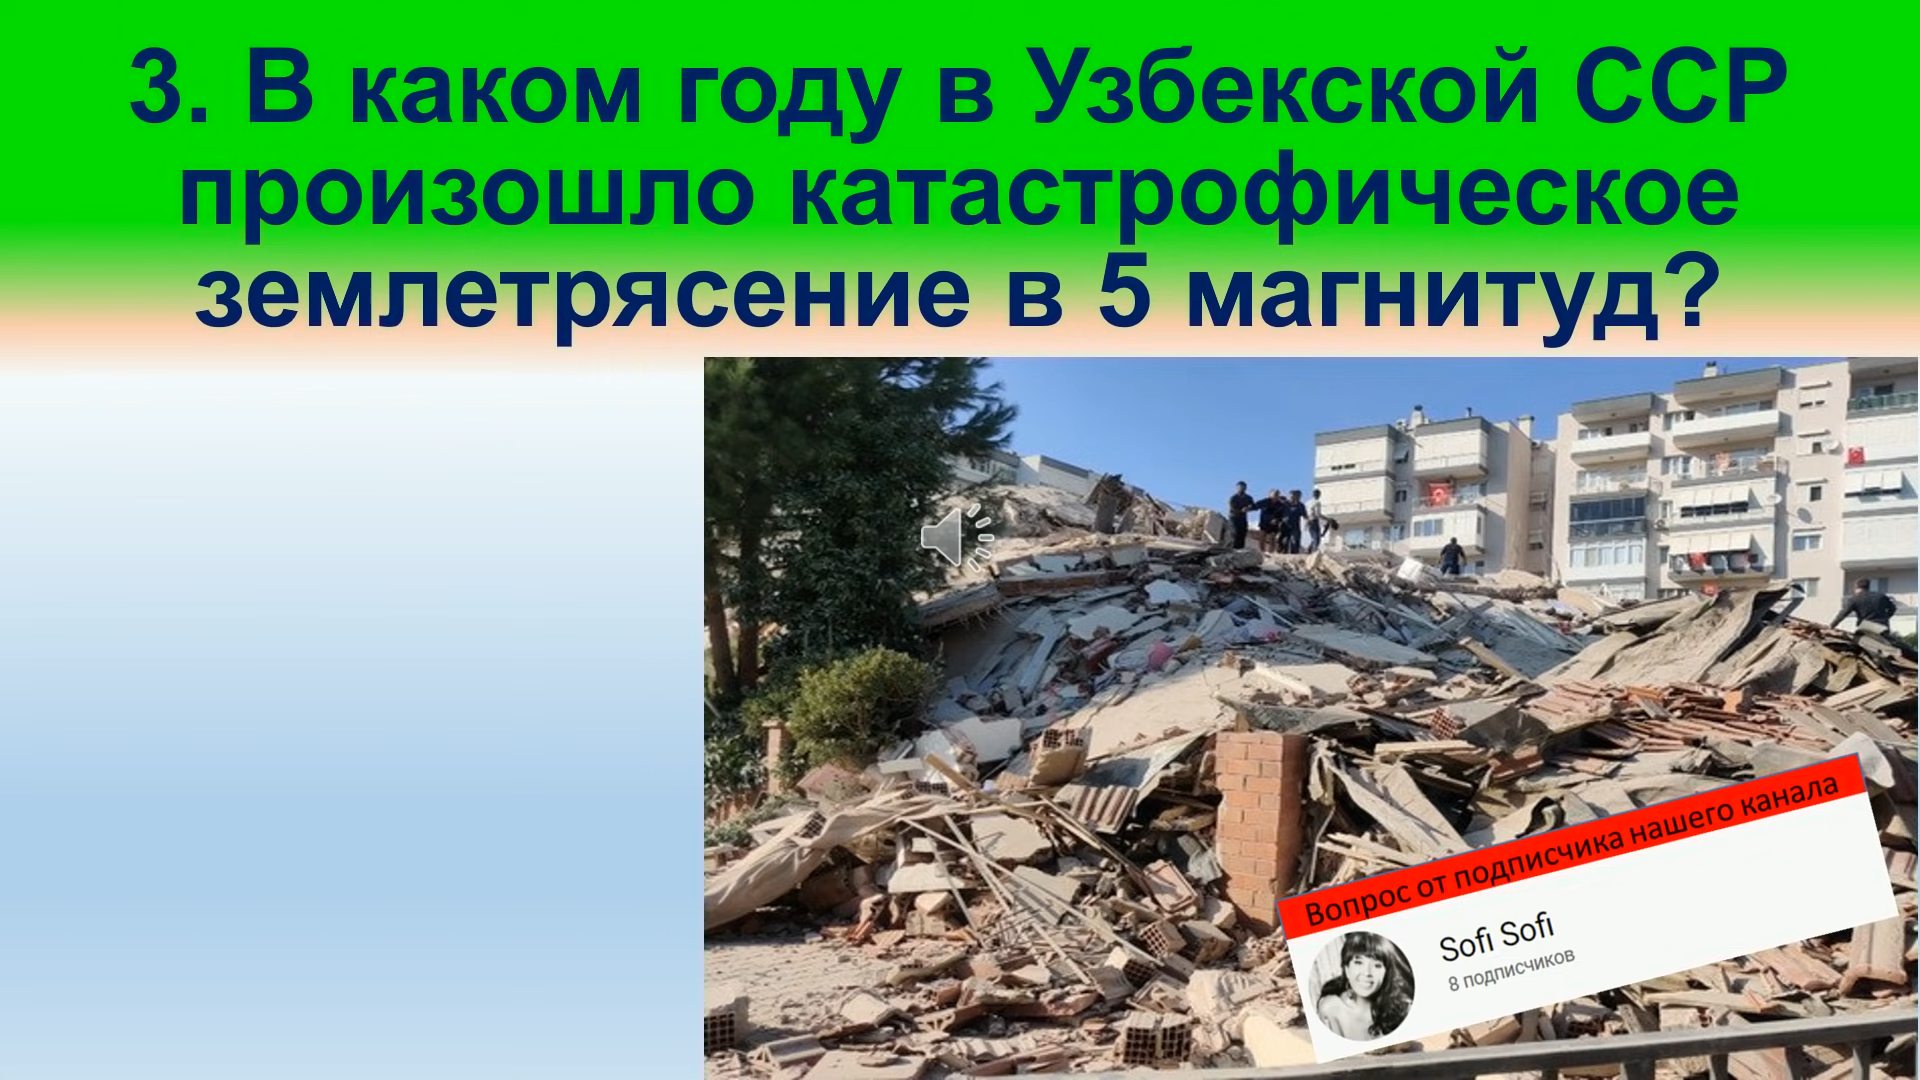 3. В каком году в Узбекской ССР
произошло катастрофическое
землетрясение в 5 магнитуд?
Вопрос от подписчика нашего канала
Sofi Sofi
8 подписчиков